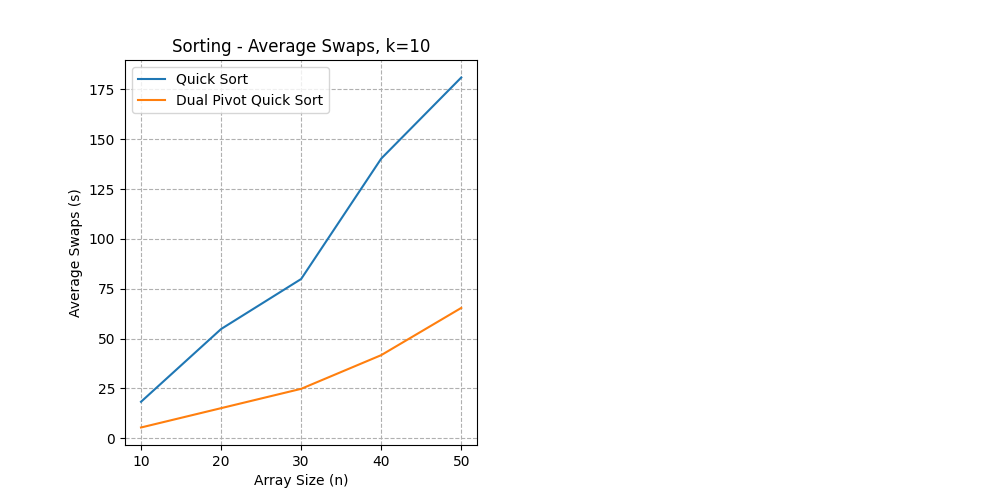 Sorting - Average Swaps, k=10
Quick Sort
Dual Pivot Quick Sort
Average Swaps (s)
175
150
125
100
75
50
25
0
10 20 30 40 50
Array Size (n)